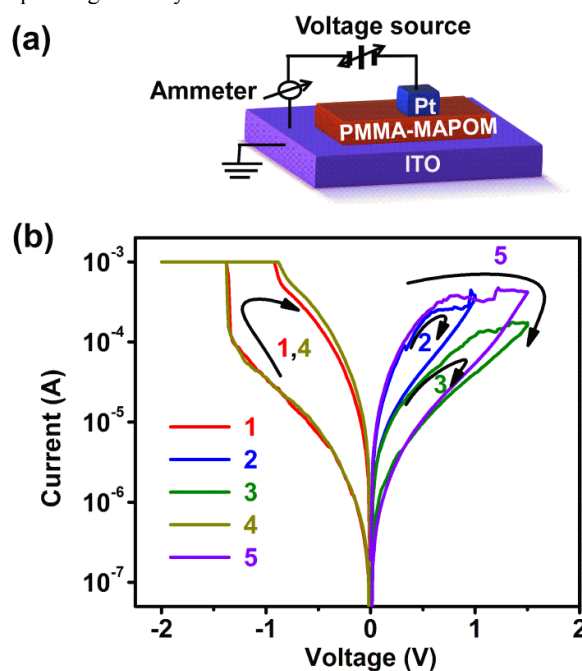 (a)
Voltage source
Ammeter
Pt
PMMA-MAPOM
ITO
(b)
10⁻³
10⁻⁴
10⁻⁵
10⁻⁶
10⁻⁷
Current (A)
1,4
2
3
5
1
2
3
4
5
-2 -1 0 1 2
Voltage (V)